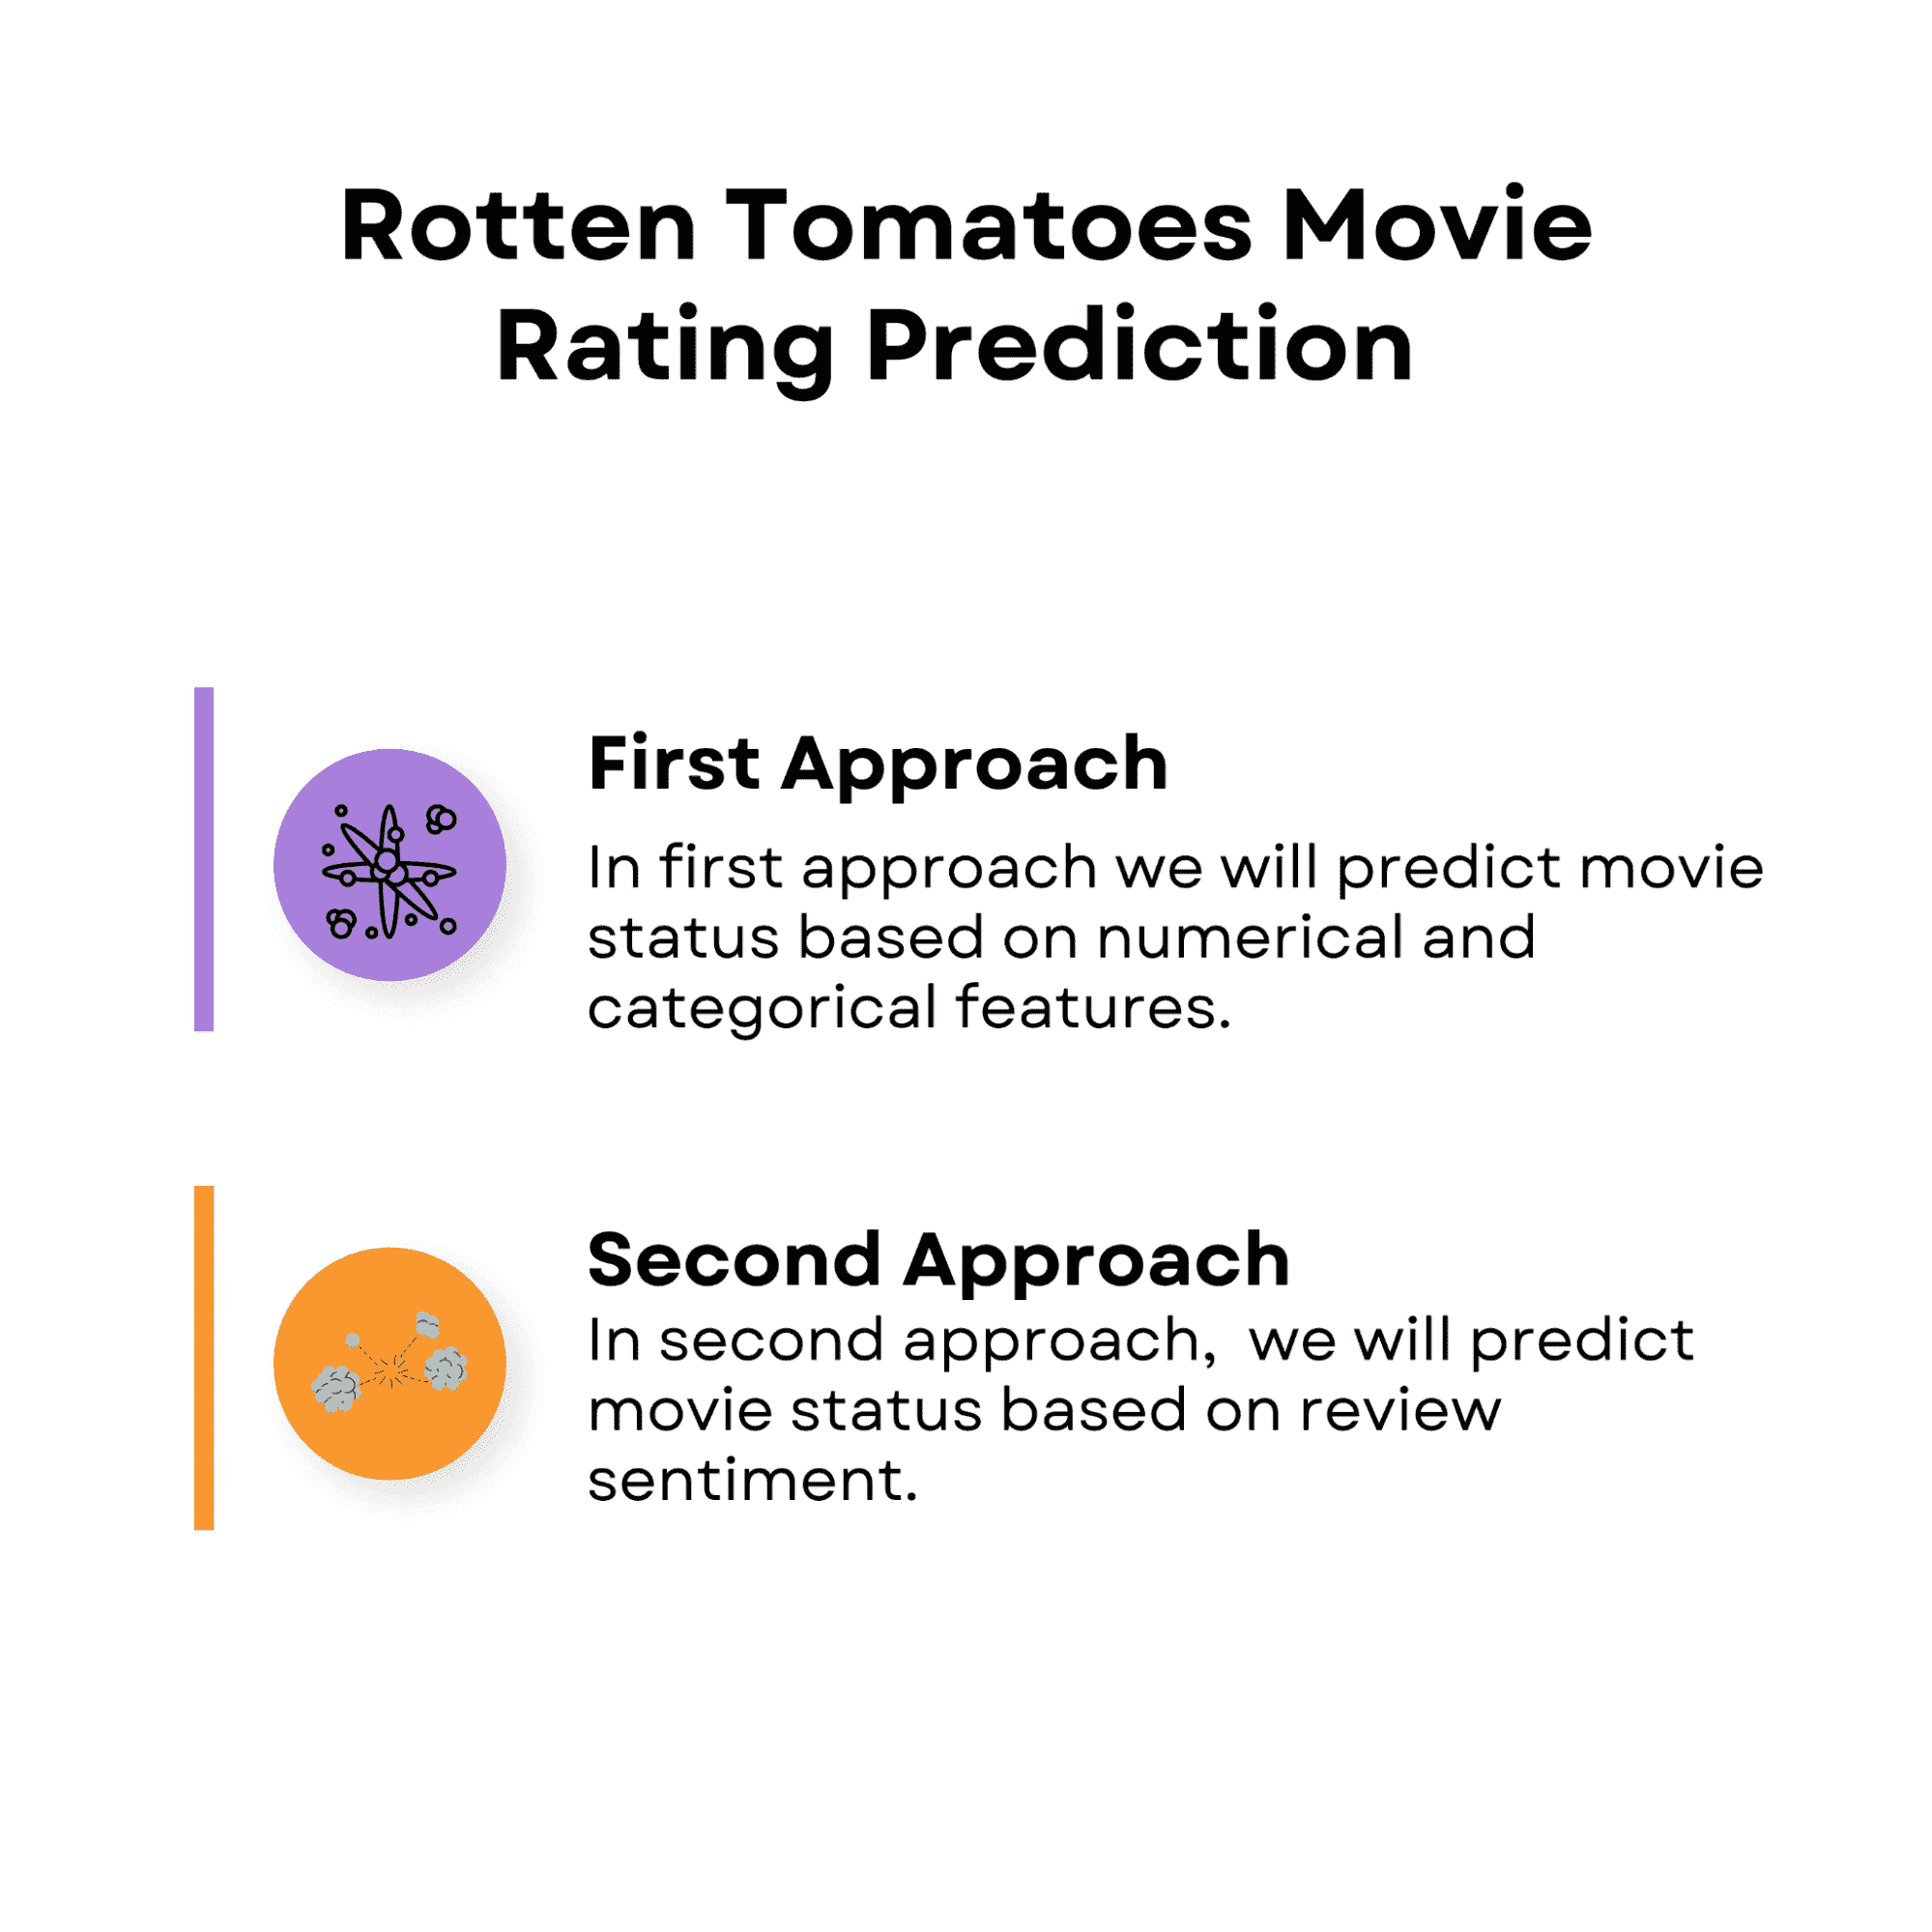 Rotten Tomatoes Movie
Rating Prediction
First Approach
In first approach we will predict movie
status based on numerical and
categorical features.
Second Approach
In second approach,  we will predict
movie status based on review
sentiment.